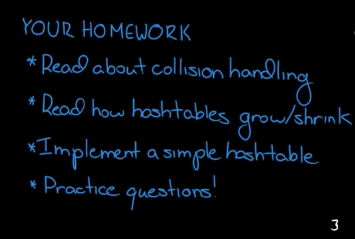 YOUR HOMEWORK
* Read about collision handling
* Read how hashtables grow/shrink
* Implement a simple hashtable
* Practice questions!
3